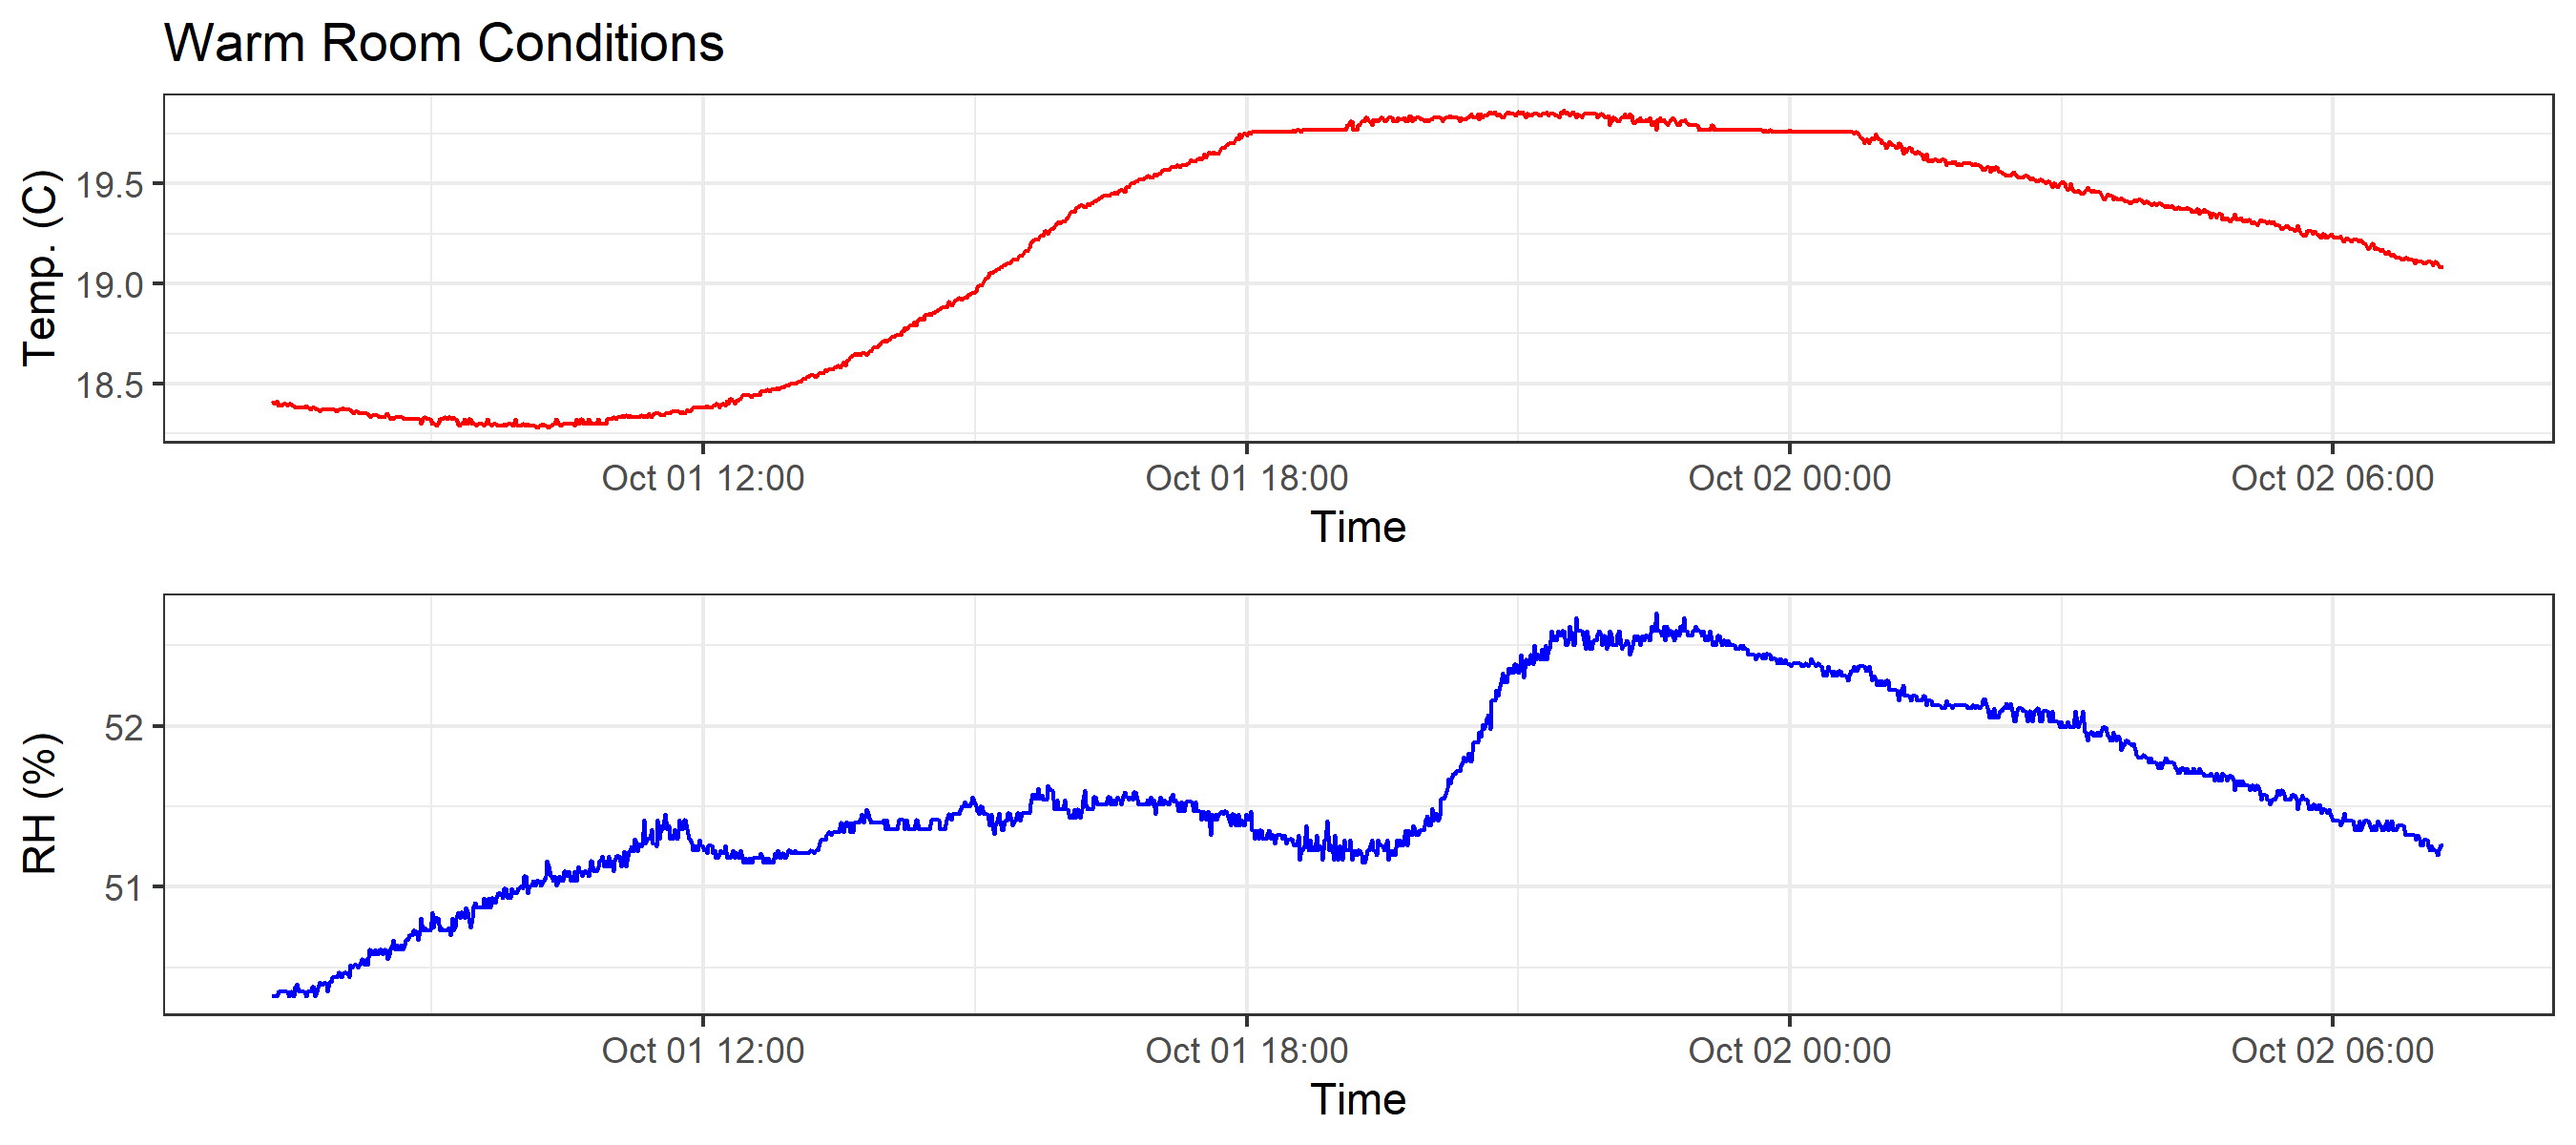 Warm Room Conditions
Temp. (C)
19.5
19.0
18.5
Oct 01 12:00 Oct 01 18:00 Oct 02 00:00 Oct 02 06:00
Time
RH (%)
52
51
Oct 01 12:00 Oct 01 18:00 Oct 02 00:00 Oct 02 06:00
Time